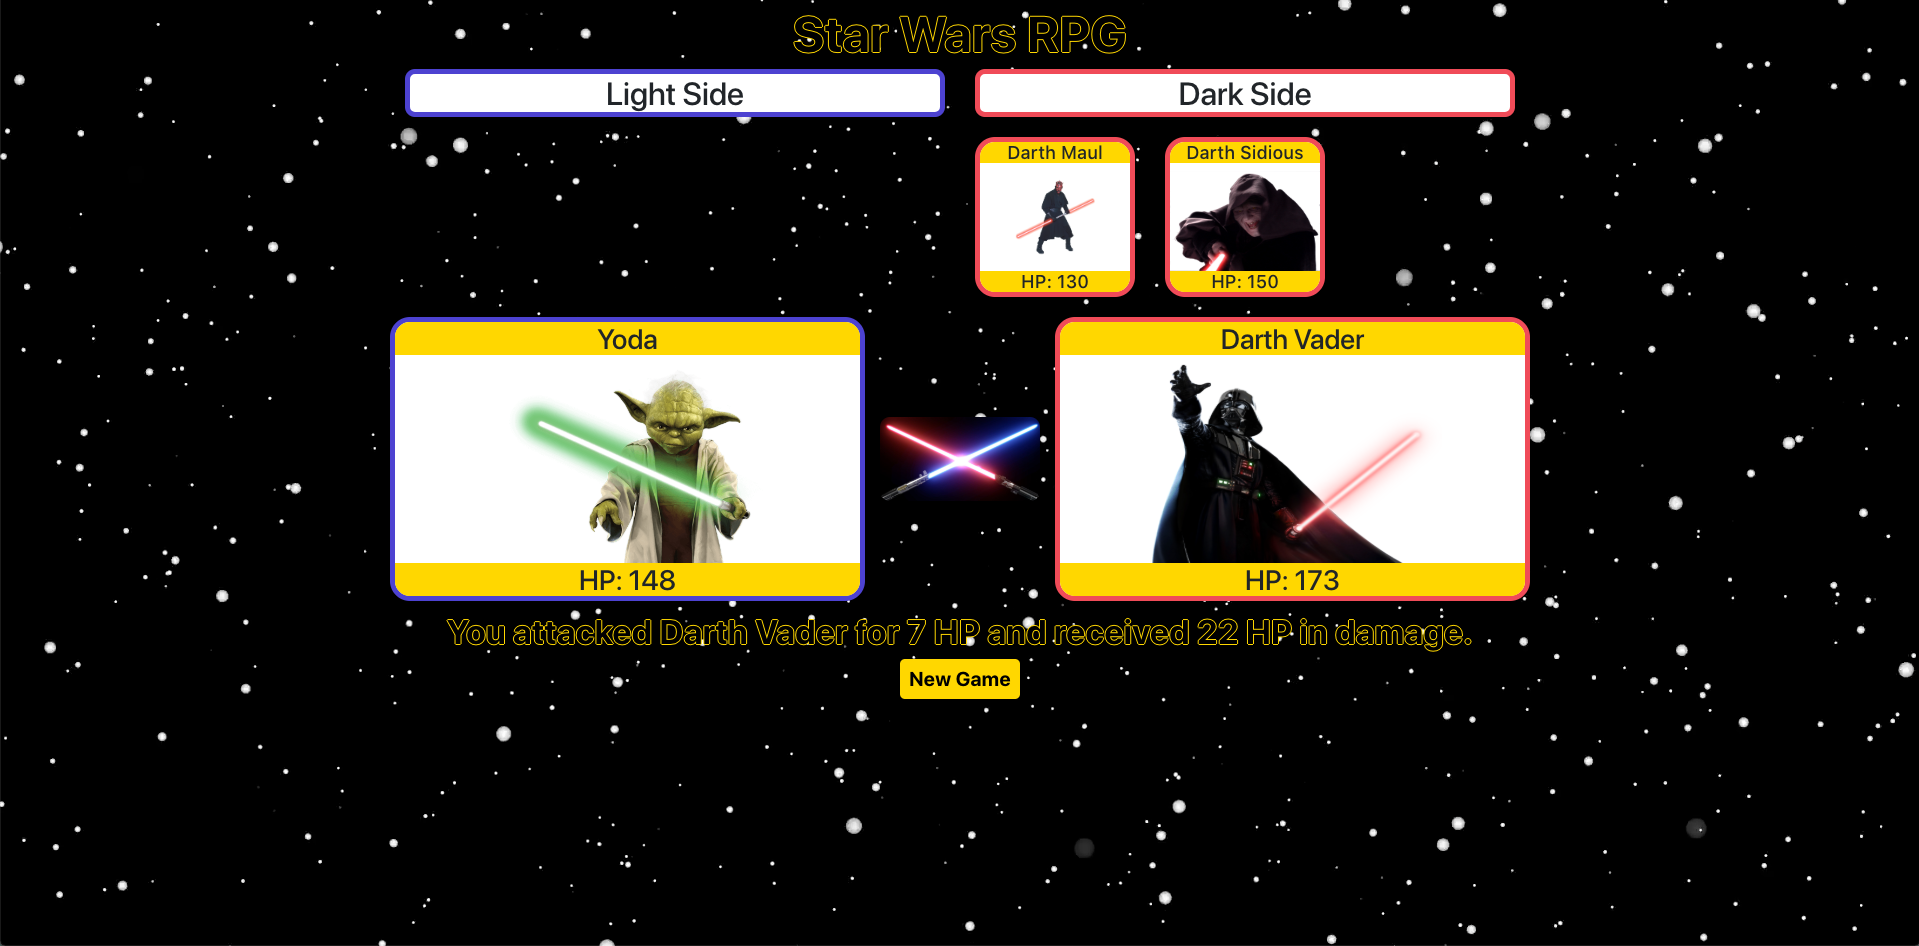 Star Wars RPG
Light Side
Dark Side
Darth Maul
HP: 130
Darth Sidious
HP: 150
Yoda
HP: 148
Darth Vader
HP: 173
You attacked Darth Vader for 7 HP and received 22 HP in damage.
New Game